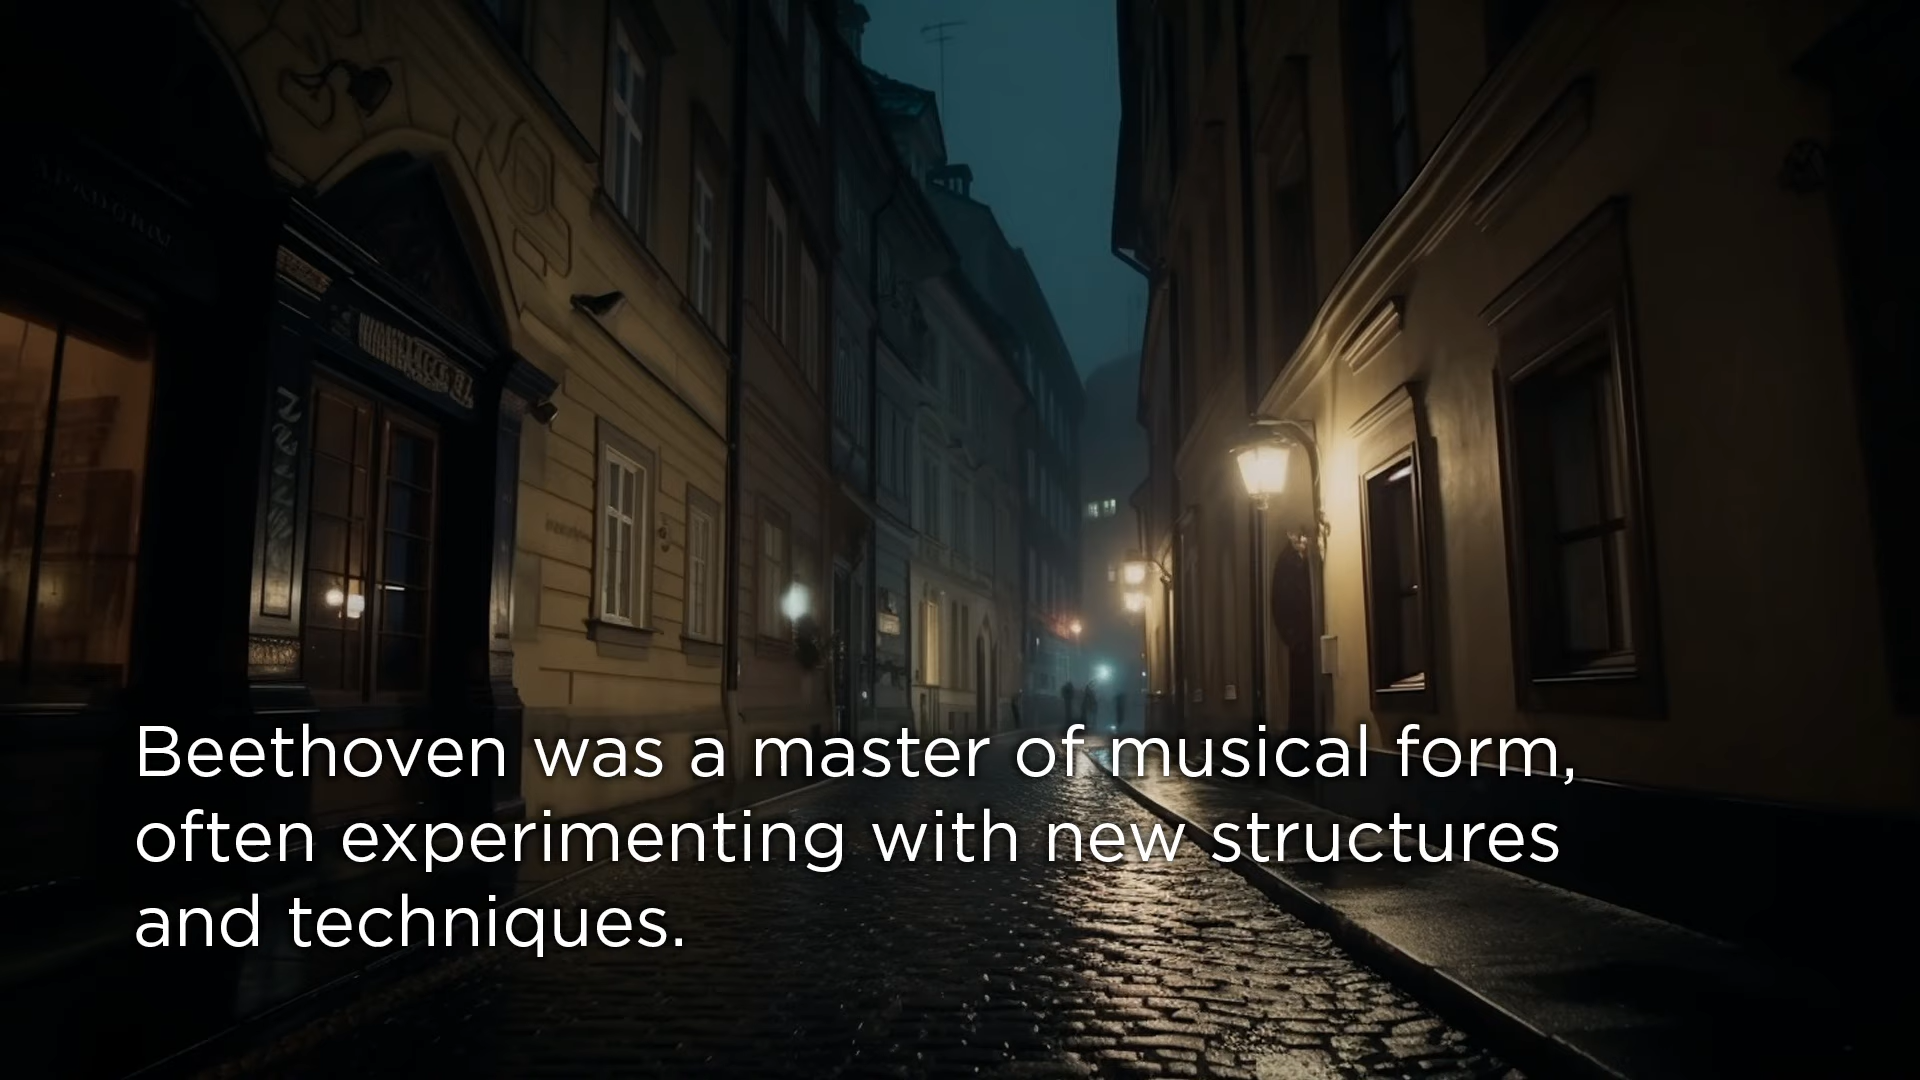 Beethoven was a master of musical form,
often experimenting with new structures
and techniques.